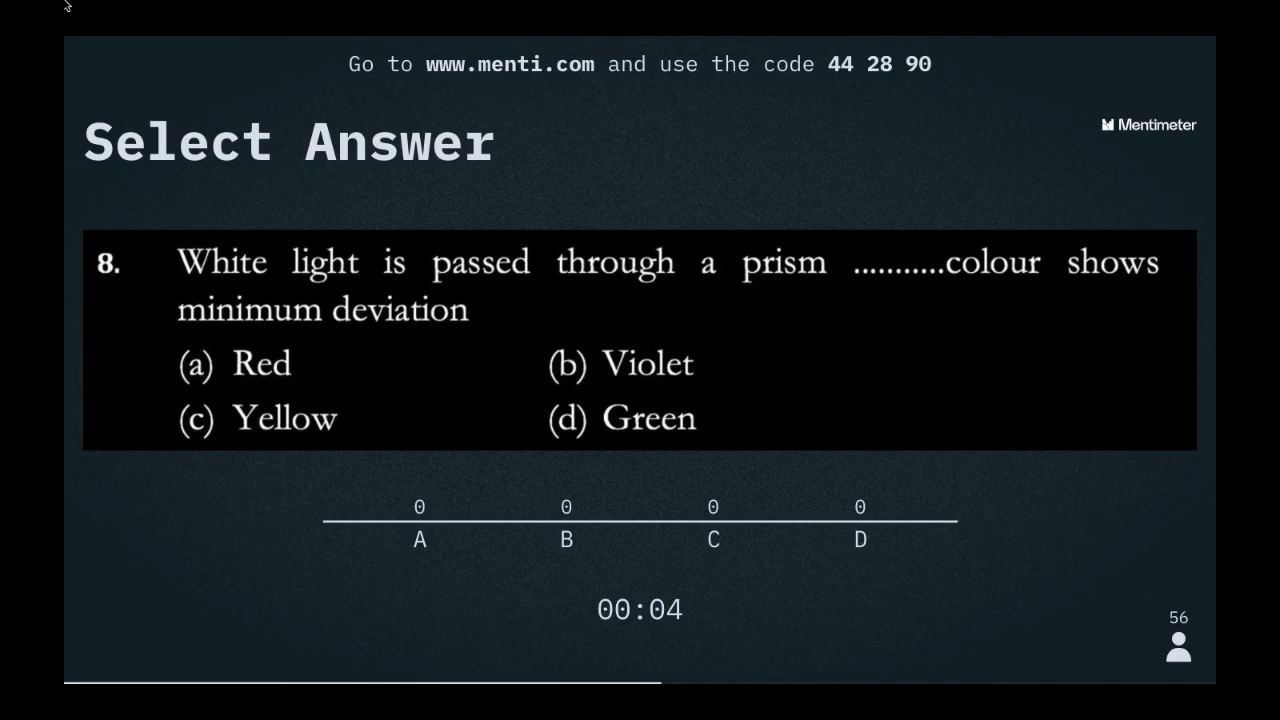 Go to www.menti.com and use the code 44 28 90
Select Answer
Mentimeter
8. White light is passed through a prism ...........colour shows
minimum deviation
(a) Red (b) Violet
(c) Yellow (d) Green
0 0 0 0
A B C D
00:04
56